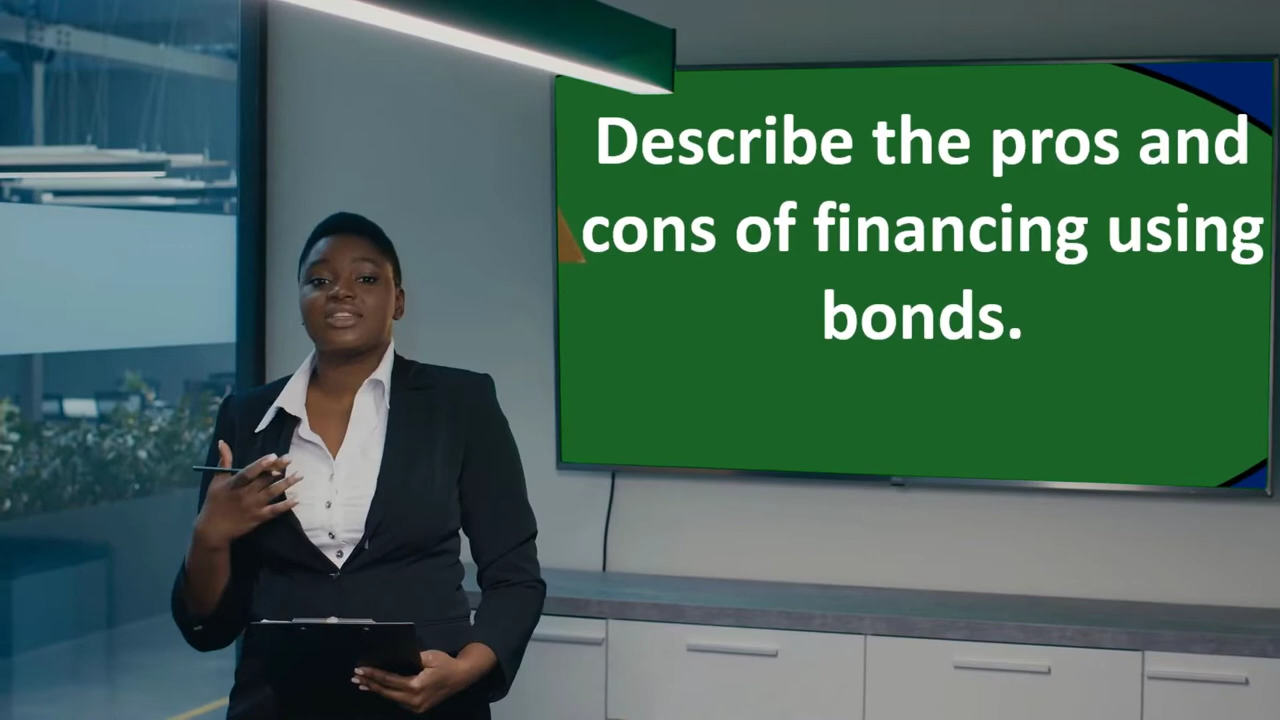 Describe the pros and
cons of financing using
bonds.